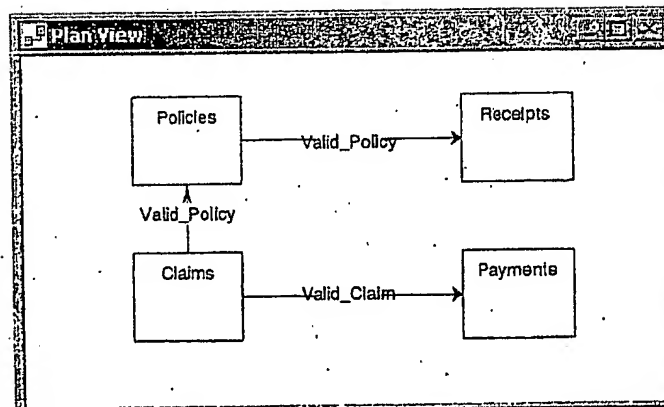 Plan View
Policies
Receipts
Valid_Policy
Valid_Policy
Claims
Payments
Valid_Claim